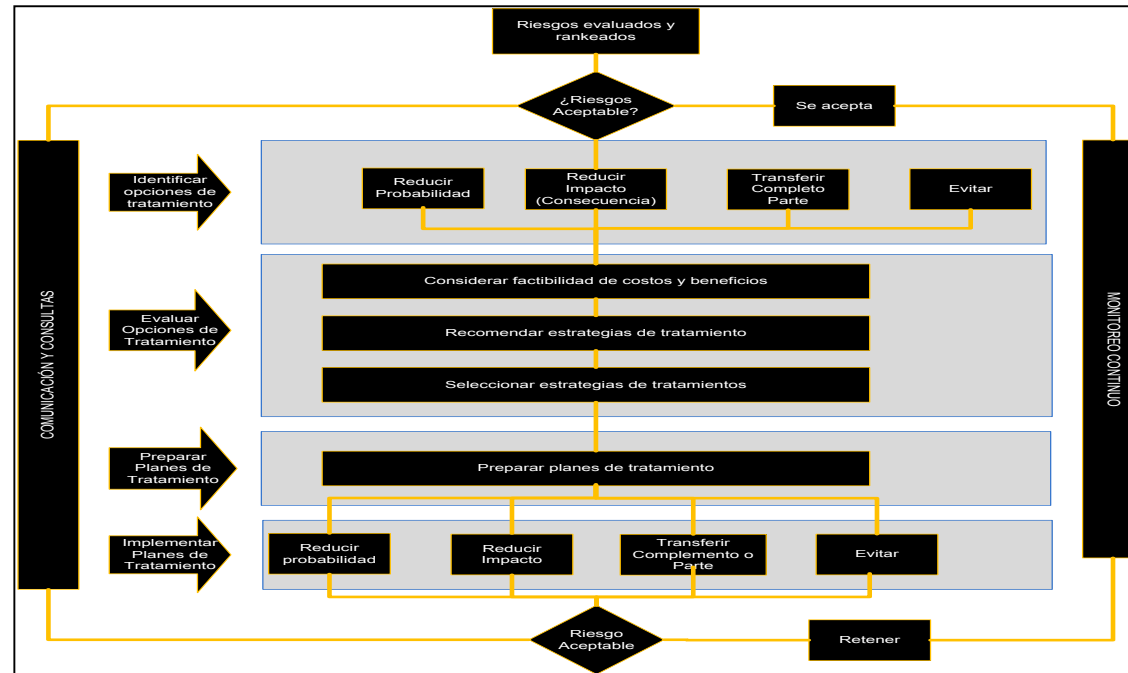 Riesgos evaluados y
rankeados
¿Riesgos
Aceptable?
Se acepta
COMUNICACIÓN Y CONSULTAS
MONITOREO CONTINUO
Identificar
opciones de
tratamiento
Reducir
Probabilidad
Reducir
Impacto
(Consecuencia)
Transferir
Completo
Parte
Evitar
Evaluar
Opciones de
Tratamiento
Considerar factibilidad de costos y beneficios
Recomendar estrategias de tratamiento
Seleccionar estrategias de tratamientos
Preparar
Planes de
Tratamiento
Preparar planes de tratamiento
Implementar
Planes de
Tratamiento
Reducir
probabilidad
Reducir
Impacto
Transferir
Complemento o
Parte
Evitar
Riesgo
Aceptable
Retener